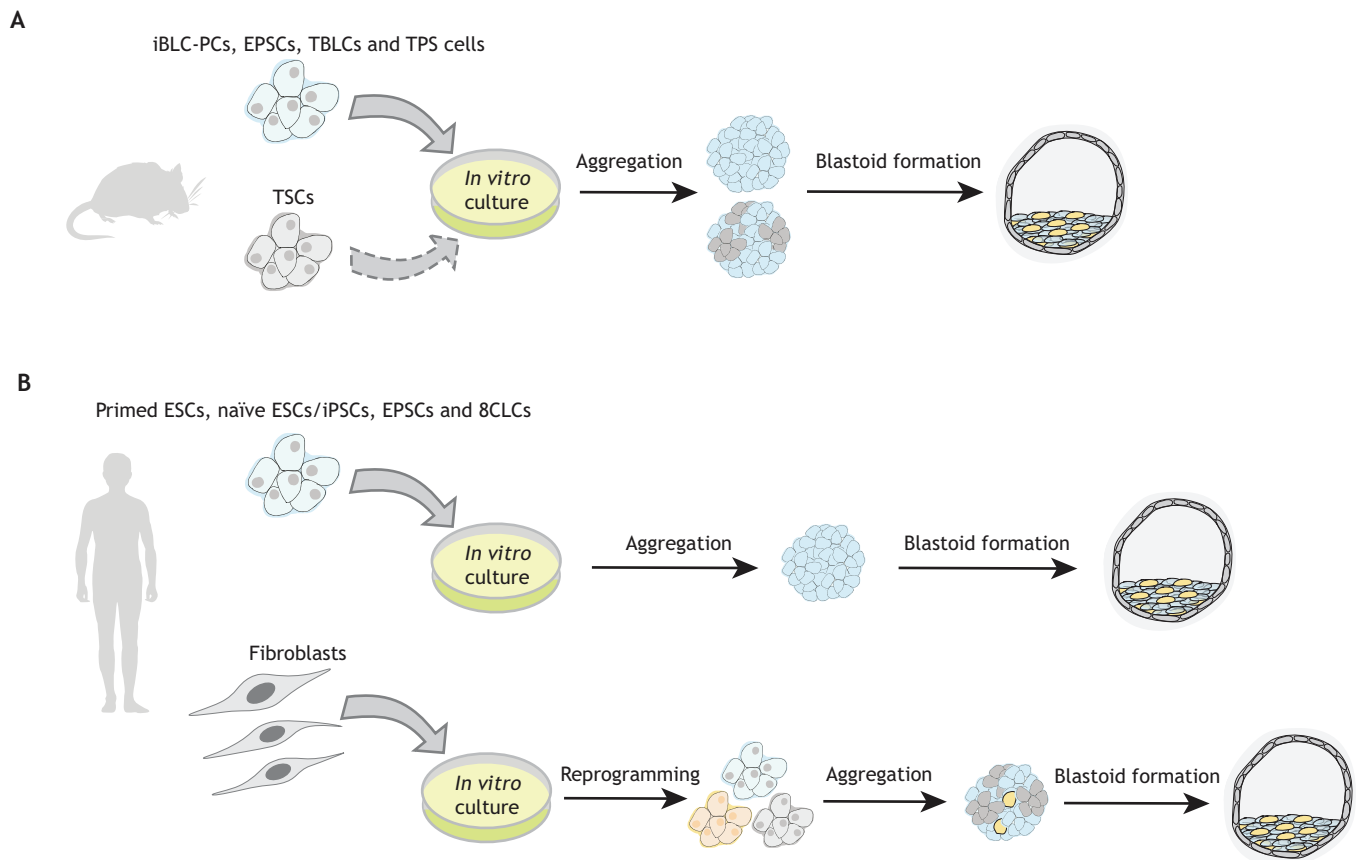 A
iBLC-PCs, EPSCs, TBLCs and TPS cells
TSCs
In vitro
culture
Aggregation
Blastoid formation
B
Primed ESCs, naïve ESCs/iPSCs, EPSCs and 8CLCs
In vitro
culture
Aggregation
Blastoid formation
Fibroblasts
In vitro
culture
Reprogramming
Aggregation
Blastoid formation